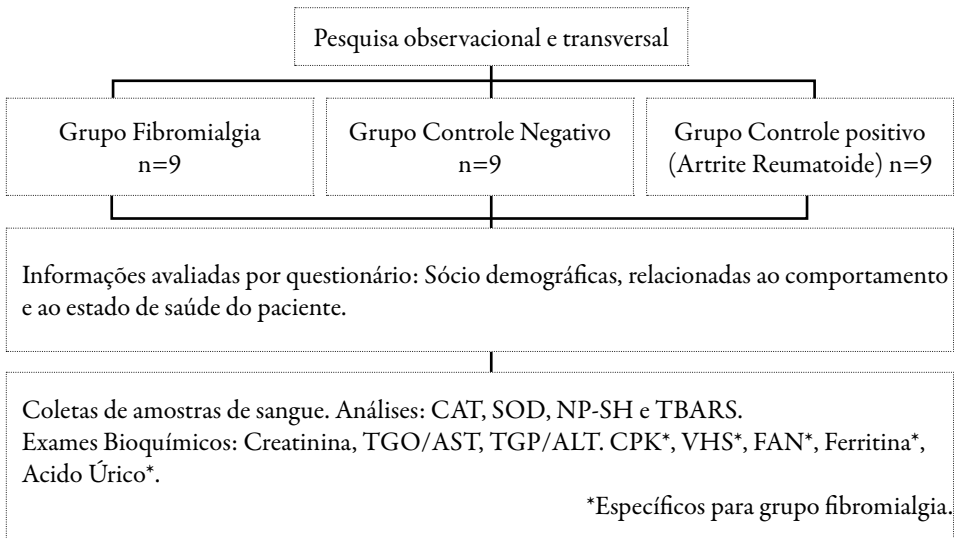 Pesquisa observacional e transversal
Grupo Fibromialgia
n=9
Grupo Controle Negativo
n=9
Grupo Controle positivo
(Artrite Reumatoide) n=9
Informações avaliadas por questionário: Sócio demográficas, relacionadas ao comportamento
e ao estado de saúde do paciente.
Coletas de amostras de sangue. Análises: CAT, SOD, NP-SH e TBARS.
Exames Bioquímicos: Creatinina, TGO/AST, TGP/ALT. CPK*, VHS*, FAN*, Ferritina*,
Acido Úrico*.
*Específicos para grupo fibromialgia.